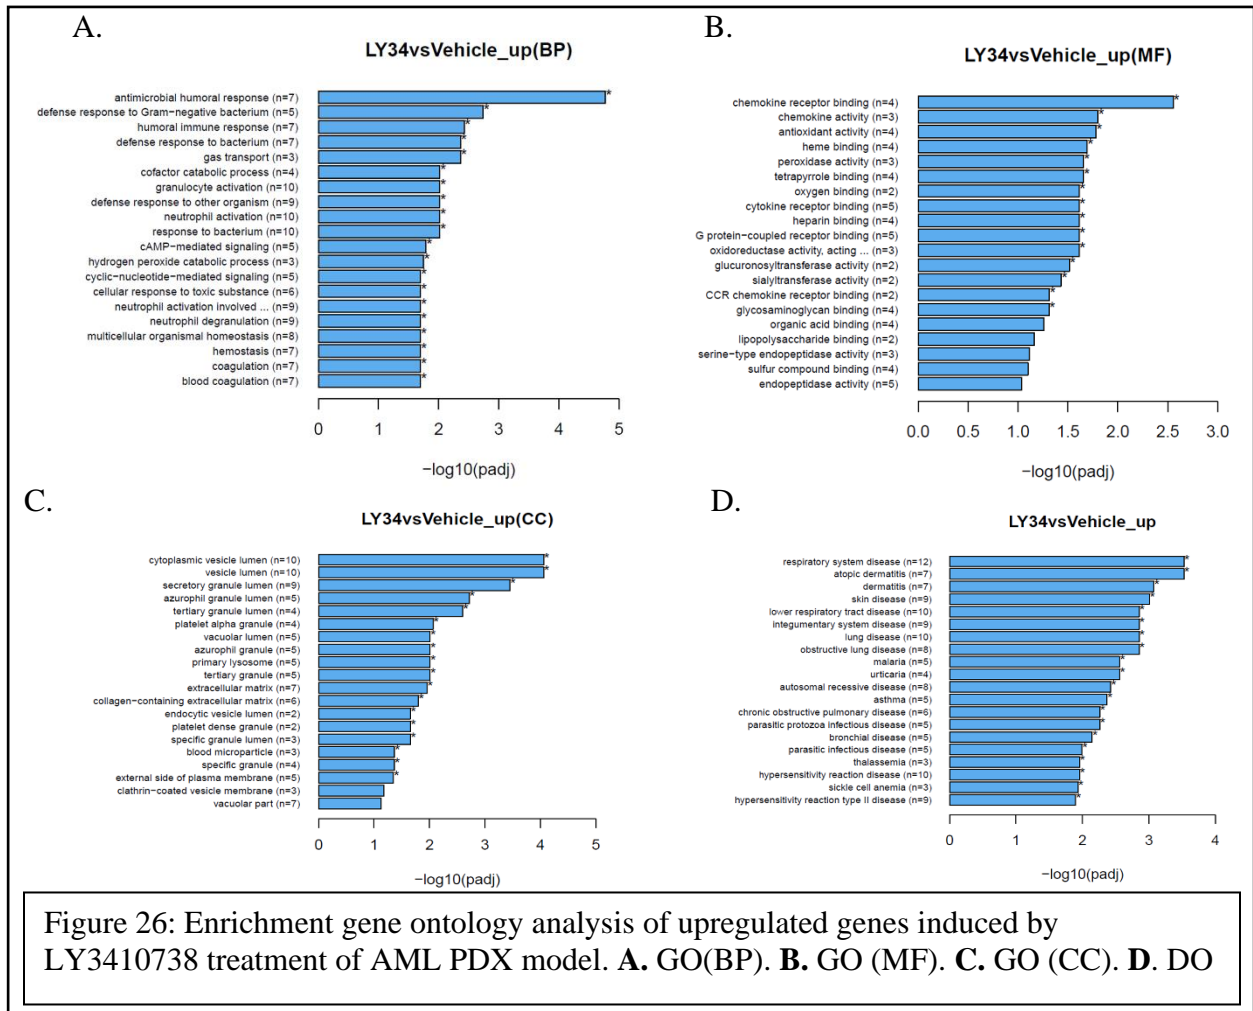 A.
LY34vsVehicle_up(BP)
antimicrobial humoral response (n=7)
defense response to Gram−negative bacterium (n=5)
humoral immune response (n=7)
defense response to bacterium (n=7)
gas transport (n=3)
cofactor catabolic process (n=4)
granulocyte activation (n=10)
defense response to other organism (n=9)
neutrophil activation (n=10)
response to bacterium (n=10)
cAMP−mediated signaling (n=5)
hydrogen peroxide catabolic process (n=3)
cyclic−nucleotide−mediated signaling (n=5)
cellular response to toxic substance (n=6)
neutrophil activation involved ... (n=9)
neutrophil degranulation (n=9)
multicellular organismal homeostasis (n=8)
hemostasis (n=7)
coagulation (n=7)
blood coagulation (n=7)
* * * * * * * * * * * * * * * * * * * *
0 1 2 3 4 5
−log10(padj)
B.
LY34vsVehicle_up(MF)
chemokine receptor binding (n=4)
chemokine activity (n=3)
antioxidant activity (n=4)
heme binding (n=4)
peroxidase activity (n=3)
tetrapyrrole binding (n=4)
oxygen binding (n=2)
cytokine receptor binding (n=5)
heparin binding (n=4)
G protein−coupled receptor binding (n=5)
oxidoreductase activity, acting ... (n=3)
glucuronosyltransferase activity (n=2)
sialyltransferase activity (n=2)
CCR chemokine receptor binding (n=2)
glycosaminoglycan binding (n=4)
organic acid binding (n=4)
lipopolysaccharide binding (n=2)
serine−type endopeptidase activity (n=3)
sulfur compound binding (n=4)
endopeptidase activity (n=5)
* * * * * * * * * * * * * * *
0.0 0.5 1.0 1.5 2.0 2.5 3.0
−log10(padj)
C.
LY34vsVehicle_up(CC)
cytoplasmic vesicle lumen (n=10)
vesicle lumen (n=10)
secretory granule lumen (n=9)
azurophil granule lumen (n=5)
tertiary granule lumen (n=4)
platelet alpha granule (n=4)
vacuolar lumen (n=5)
azurophil granule (n=5)
primary lysosome (n=5)
tertiary granule (n=5)
extracellular matrix (n=7)
collagen−containing extracellular matrix (n=6)
endocytic vesicle lumen (n=2)
platelet dense granule (n=2)
specific granule lumen (n=3)
blood microparticle (n=3)
specific granule (n=4)
external side of plasma membrane (n=5)
clathrin−coated vesicle membrane (n=3)
vacuolar part (n=7)
* * * * * * * * * * * * * * * * * *
0 1 2 3 4 5
−log10(padj)
D.
LY34vsVehicle_up
respiratory system disease (n=12)
atopic dermatitis (n=7)
dermatitis (n=7)
skin disease (n=9)
lower respiratory tract disease (n=10)
integumentary system disease (n=9)
lung disease (n=10)
obstructive lung disease (n=8)
malaria (n=5)
urticaria (n=4)
autosomal recessive disease (n=8)
asthma (n=5)
chronic obstructive pulmonary disease (n=6)
parasitic protozoa infectious disease (n=5)
bronchial disease (n=5)
parasitic infectious disease (n=5)
thalassemia (n=3)
hypersensitivity reaction disease (n=10)
sickle cell anemia (n=3)
hypersensitivity reaction type II disease (n=9)
* * * * * * * * * * * * * * * * * * * *
0 1 2 3 4
−log10(padj)
Figure 26: Enrichment gene ontology analysis of upregulated genes induced by
LY3410738 treatment of AML PDX model. A. GO(BP). B. GO (MF). C. GO (CC). D. DO